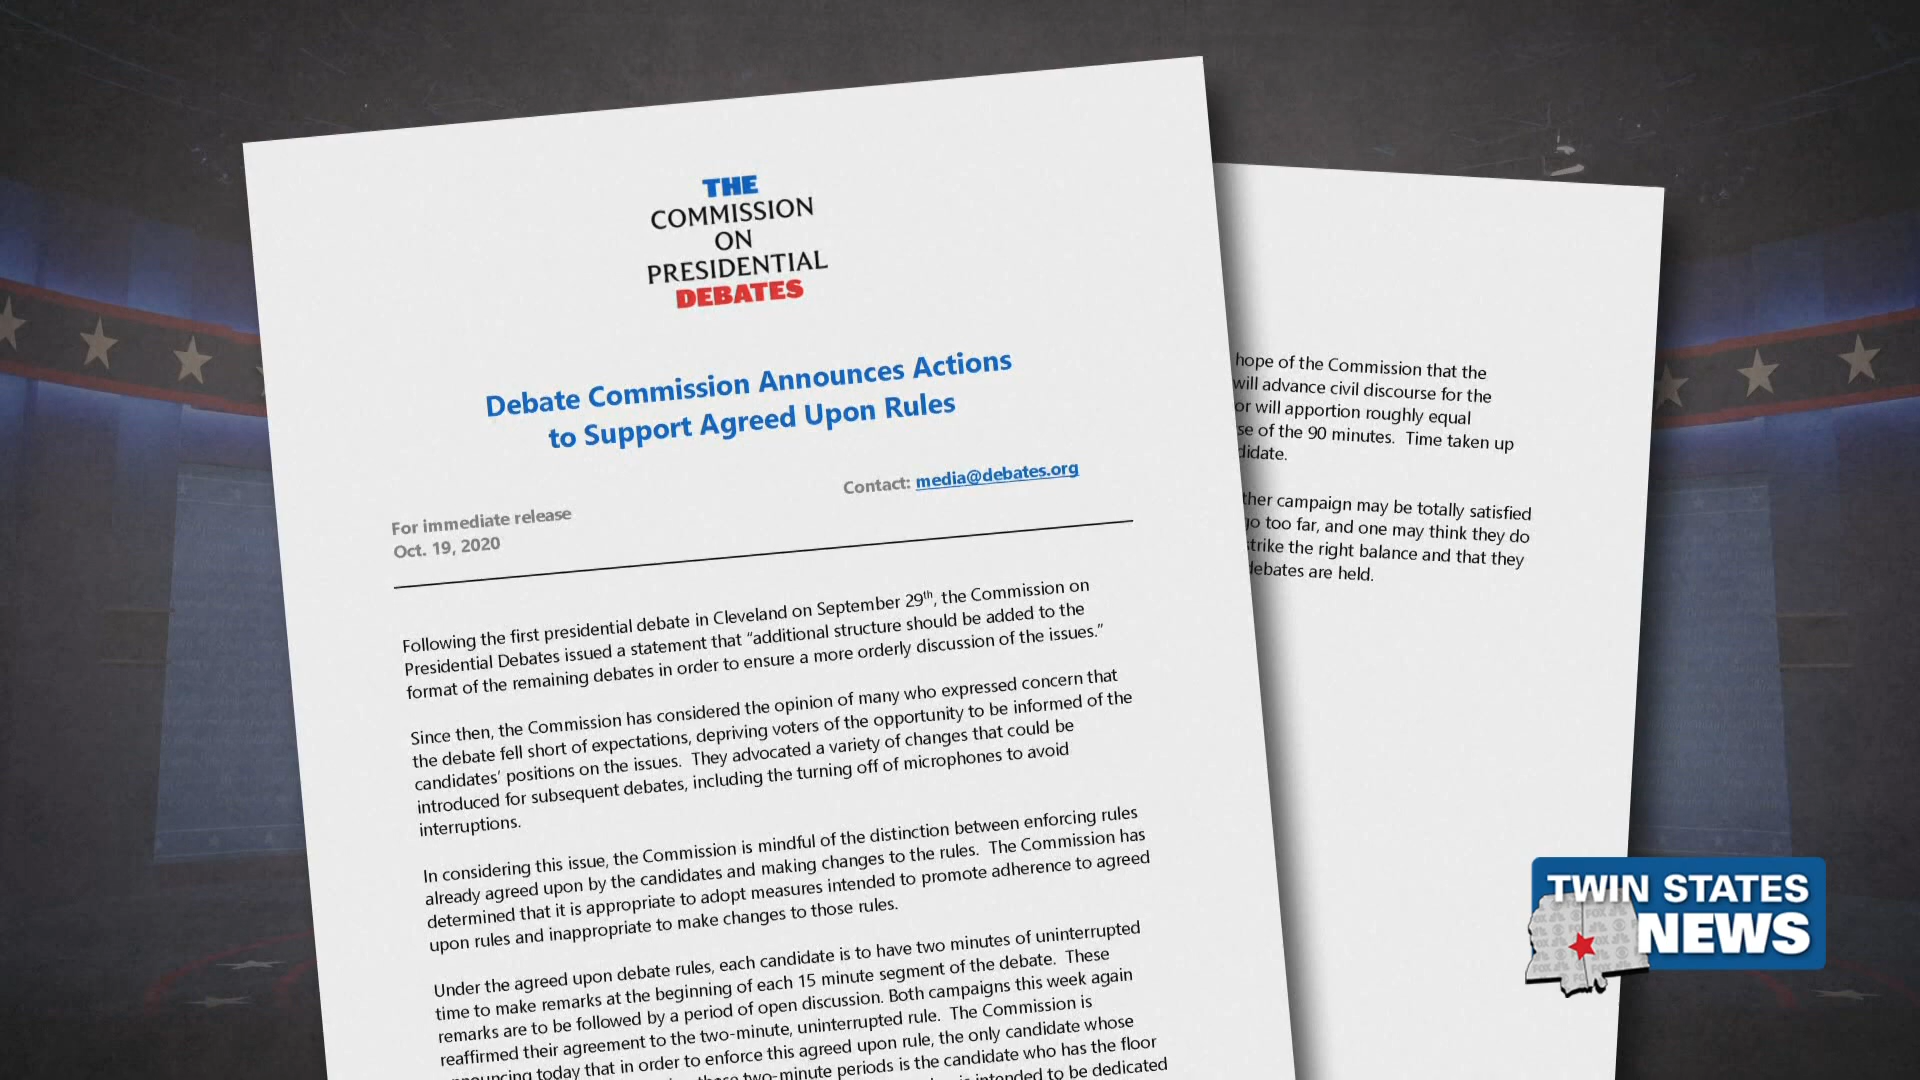 THE
COMMISSION
ON
PRESIDENTIAL
DEBATES
Debate Commission Announces Actions
to Support Agreed Upon Rules
Contact: media@debates.org
For immediate release
Oct. 19, 2020
Following the first presidential debate in Cleveland on September 29th, the Commission on
Presidential Debates issued a statement that “additional structure should be added to the
format of the remaining debates in order to ensure a more orderly discussion of the issues.”
Since then, the Commission has considered the opinion of many who expressed concern that
the debate fell short of expectations, depriving voters of the opportunity to be informed of the
candidates’ positions on the issues. They advocated a variety of changes that could be
introduced for subsequent debates, including the turning off of microphones to avoid
interruptions.
In considering this issue, the Commission is mindful of the distinction between enforcing rules
already agreed upon by the candidates and making changes to the rules. The Commission has
determined that it is appropriate to adopt measures intended to promote adherence to agreed
upon rules and inappropriate to make changes to those rules.
Under the agreed upon debate rules, each candidate is to have two minutes of uninterrupted
time to make remarks at the beginning of each 15 minute segment of the debate. These
remarks are to be followed by a period of open discussion. Both campaigns this week again
reaffirmed their agreement to the two-minute, uninterrupted rule. The Commission is
today that in order to enforce this agreed upon rule, the only candidate whose
two-minute periods is the candidate who has the floor
intended to be dedicated
hope of the Commission that the
will advance civil discourse for the
or will apportion roughly equal
se of the 90 minutes. Time taken up
didate.
ther campaign may be totally satisfied
go too far, and one may think they do
strike the right balance and that they
debates are held.
TWIN STATES
NEWS